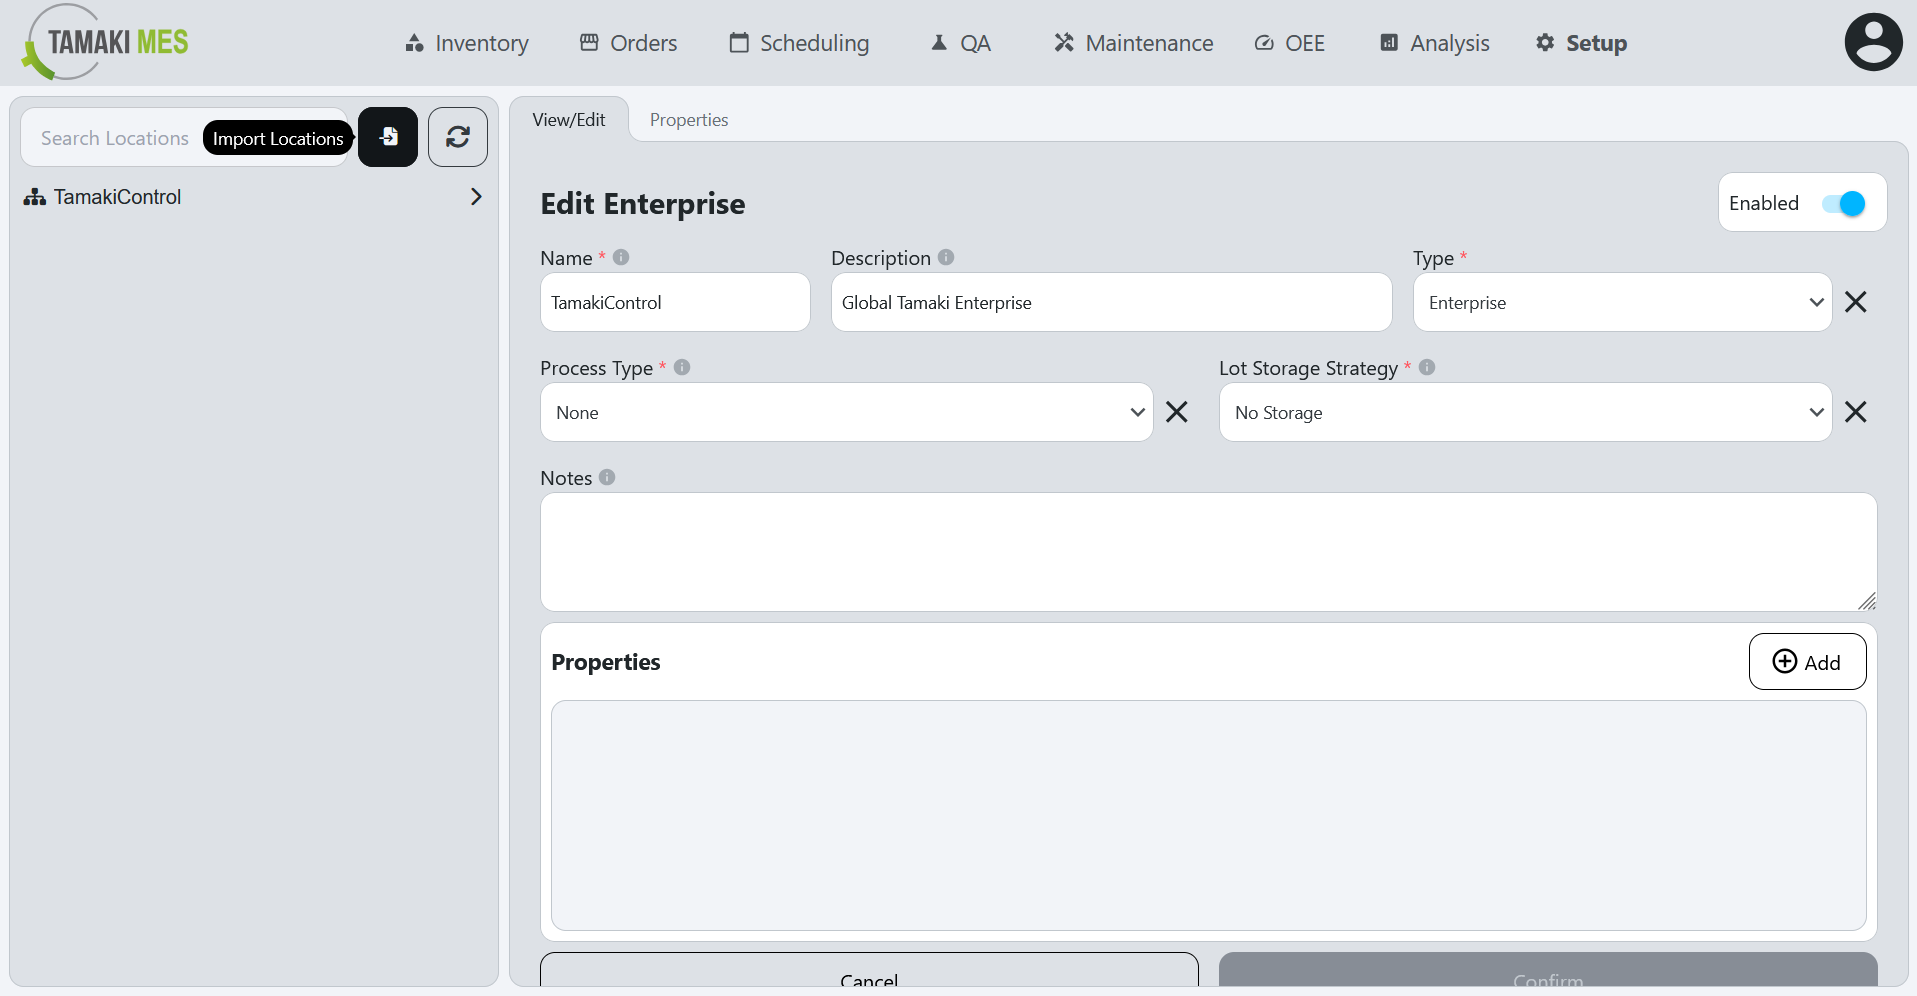 TAMAKI MES
Inventory
Orders
Scheduling
QA
Maintenance
OEE
Analysis
Setup
Search Locations
Import Locations
TamakiControl
View/Edit
Properties
Edit Enterprise
Enabled
Name *
Description
Type *
TamakiControl
Global Tamaki Enterprise
Enterprise
Process Type *
Lot Storage Strategy *
None
No Storage
Notes
Properties
Add
Cancel
Confirm